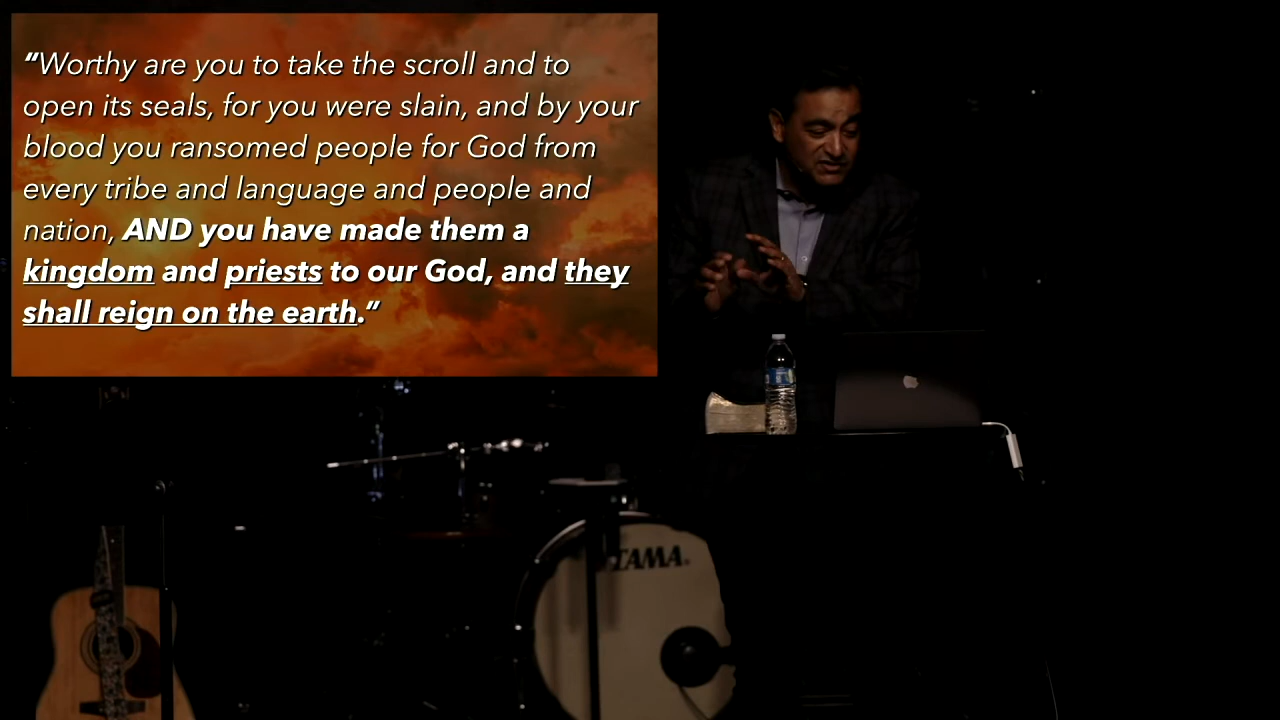 “Worthy are you to take the scroll and to
open its seals, for you were slain, and by your
blood you ransomed people for God from
every tribe and language and people and
nation, AND you have made them a
kingdom and priests to our God, and they
shall reign on the earth.”
TAMA